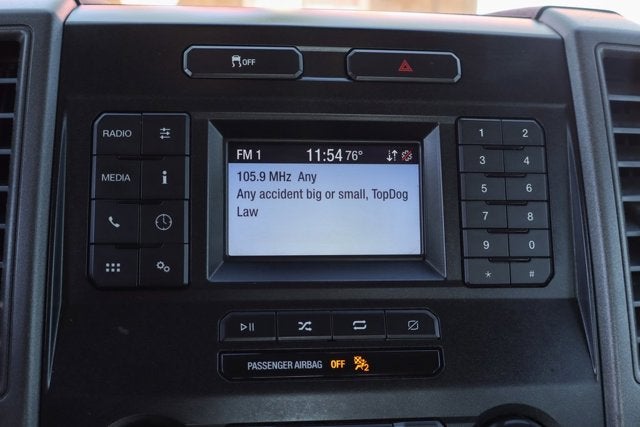 OFF
RADIO
MEDIA
i
FM 1 11:54 76°
105.9 MHz Any
Any accident big or small, TopDog
Law
1 2
3 4
5 6
7 8
9 0
* #
PASSENGER AIRBAG OFF 2